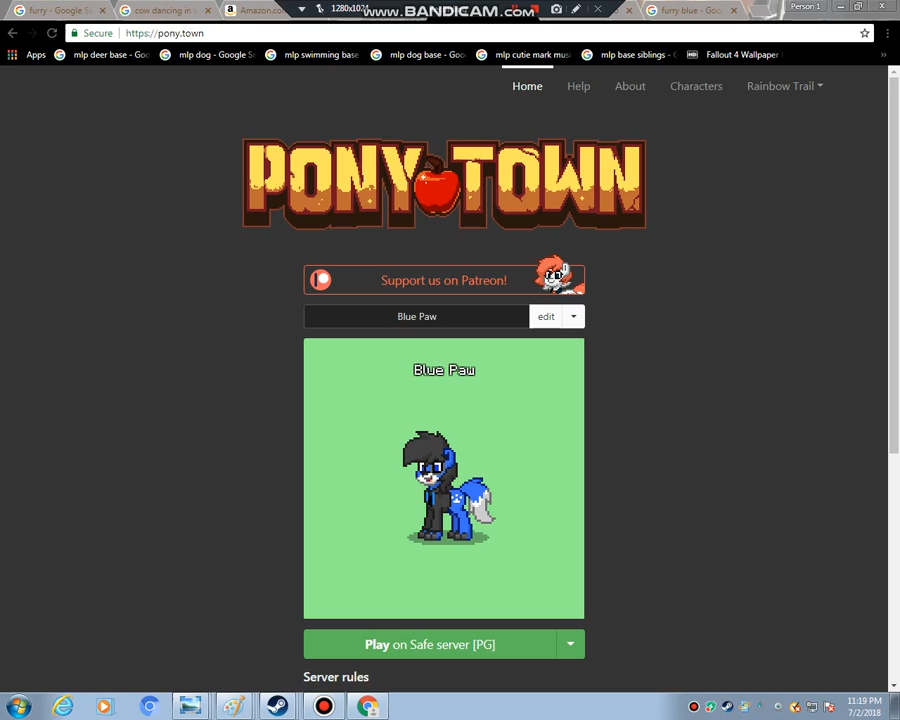 furry - Google Se
cow dancing in s
Amazon.co
1280x1024
www.BANDICAM.com
furry blue - Goo
Person 1
Secure
https://pony.town
Apps
mlp deer base - Goo
mlp dog - Google S
mlp swimming base
mlp dog base - Goo
mlp cutie mark mus
mlp base siblings -
Fallout 4 Wallpaper
Home
Help
About
Characters
Rainbow Trail
PONY TOWN
Support us on Patreon!
Blue Paw
edit
Blue Paw
Play on Safe server [PG]
Server rules
11:19 PM
7/2/2018